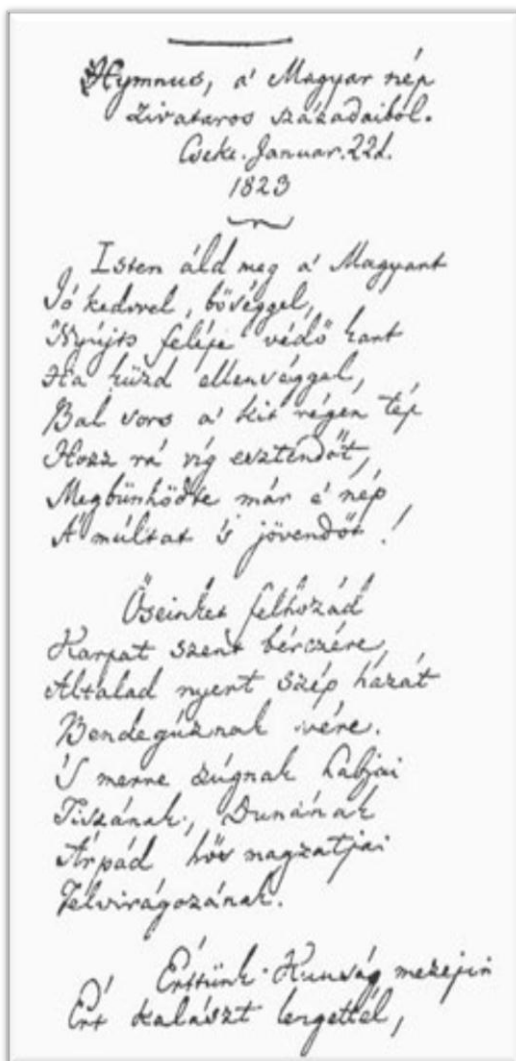 Hymnus, a' Magyar nép
zivataros századaiból.
Cseke. Januar. 22d.
1823
Isten áld meg a' Magyart
Jó kedvvel, bőséggel,
Nyújts feléje védő kart
Ha küzd ellenséggel,
Bal sors a' kit régen tép
Hozz rá víg esztendőt,
Megbűnhödte már e' nép
A' múltat 's jövendőt!
Őseinket felhozád
Kárpát szent bérczére,
Általad nyert szép hazát
Bendegúznak vére.
'S merre zúgnak habjai
Tiszának, Dunának
Árpád hős magzatjai
Felvirágozának.
Értünk Kunság mezejin
Ért kalászt lengettél,